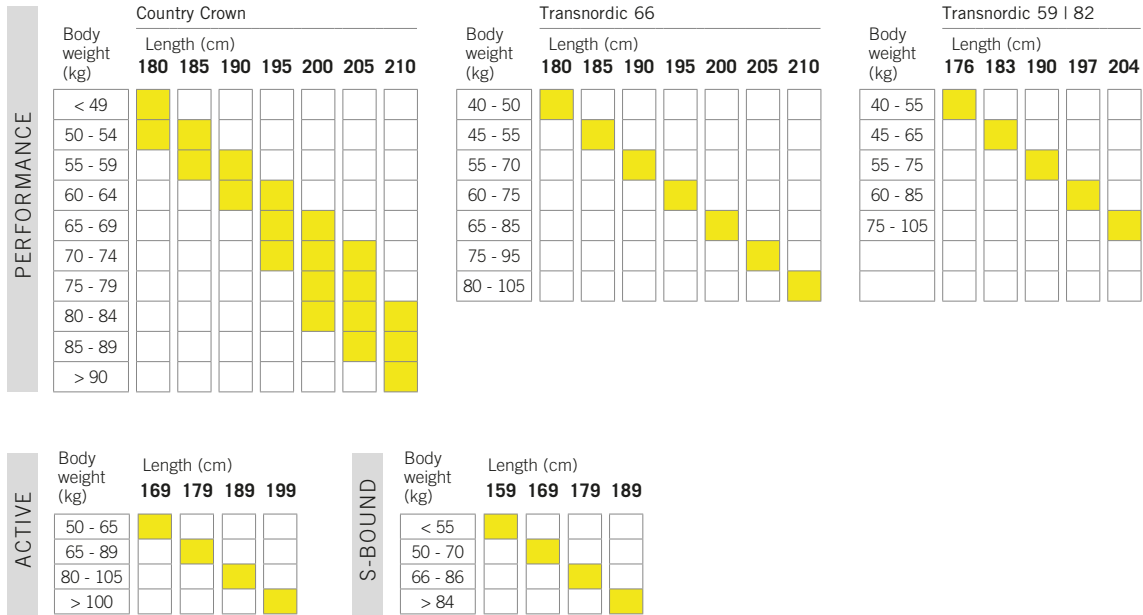 PERFORMANCE
Country Crown
Body weight (kg)
Length (cm)
180 185 190 195 200 205 210
< 49
50 - 54
55 - 59
60 - 64
65 - 69
70 - 74
75 - 79
80 - 84
85 - 89
> 90
Transnordic 66
Body weight (kg)
Length (cm)
180 185 190 195 200 205 210
40 - 50
45 - 55
55 - 70
60 - 75
65 - 85
75 - 95
80 - 105
Transnordic 59 | 82
Body weight (kg)
Length (cm)
176 183 190 197 204
40 - 55
45 - 65
55 - 75
60 - 85
75 - 105
ACTIVE
Body weight (kg)
Length (cm)
169 179 189 199
50 - 65
65 - 89
80 - 105
> 100
S-BOUND
Body weight (kg)
Length (cm)
159 169 179 189
< 55
50 - 70
66 - 86
> 84